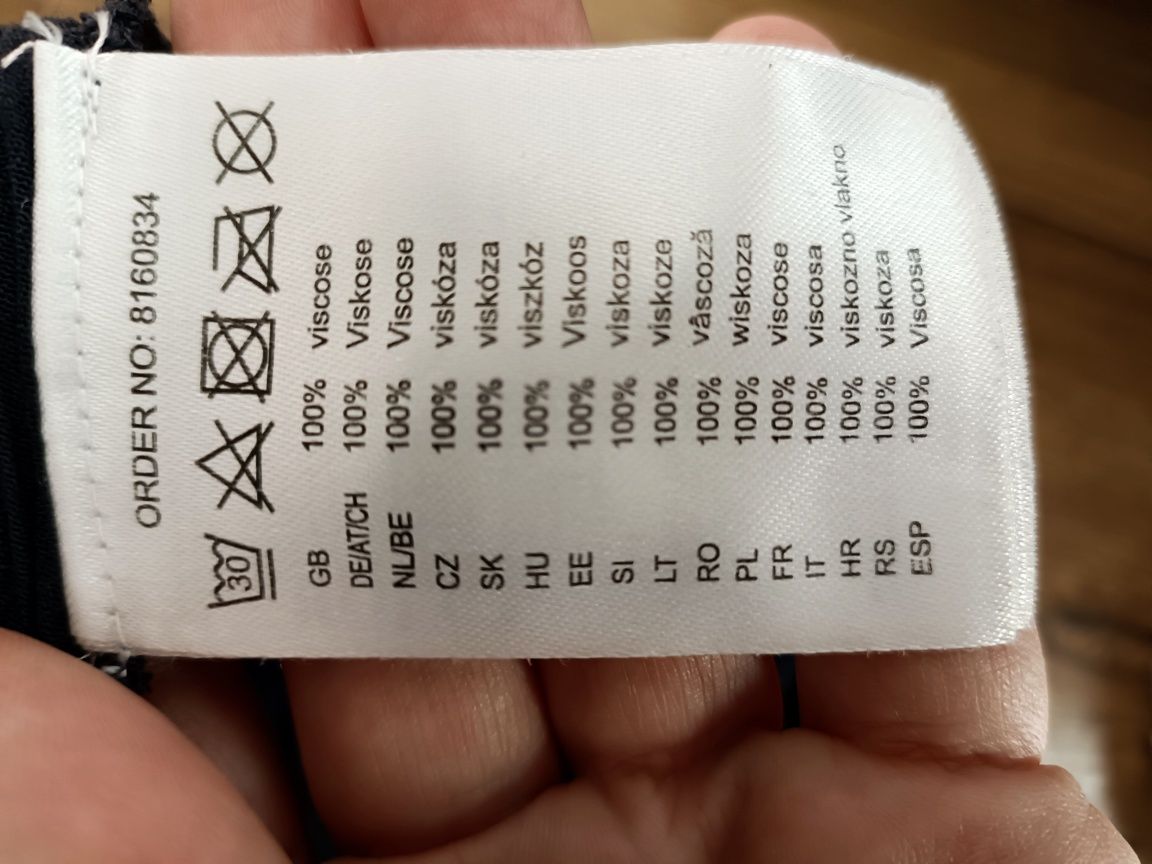 ORDER NO: 8160834
30
GB 100% viscose
DE/AT/CH 100% Viskose
NL/BE 100% Viscose
CZ 100% viskóza
SK 100% viskóza
HU 100% viszkóz
EE 100% Viskoos
SI 100% viskoza
LT 100% viskoze
RO 100% vâscoză
PL 100% wiskoza
FR 100% viscose
IT 100% viscosa
HR 100% viskozno vlakno
RS 100% viskoza
ESP 100% Viscosa